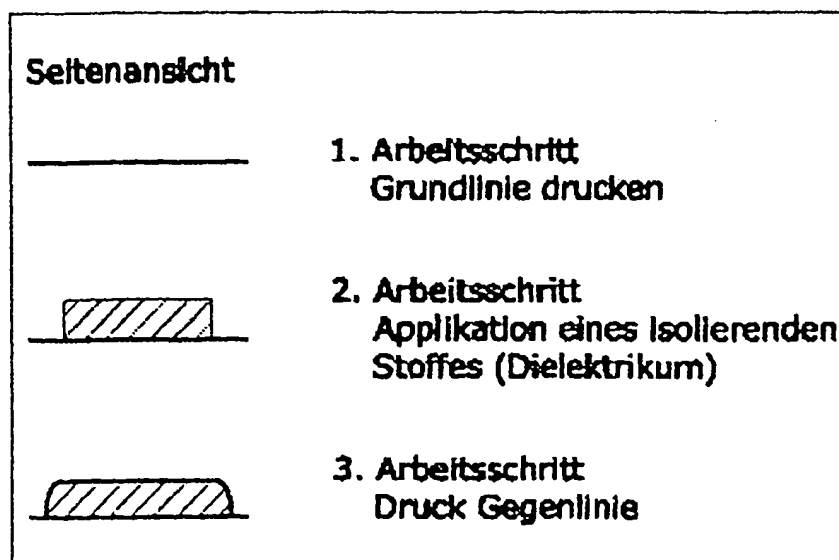 Seitenansicht
1. Arbeitsschritt
Grundlinie drucken
2. Arbeitsschritt
Applikation eines isolierenden
Stoffes (Dielektrikum)
3. Arbeitsschritt
Druck Gegenlinie